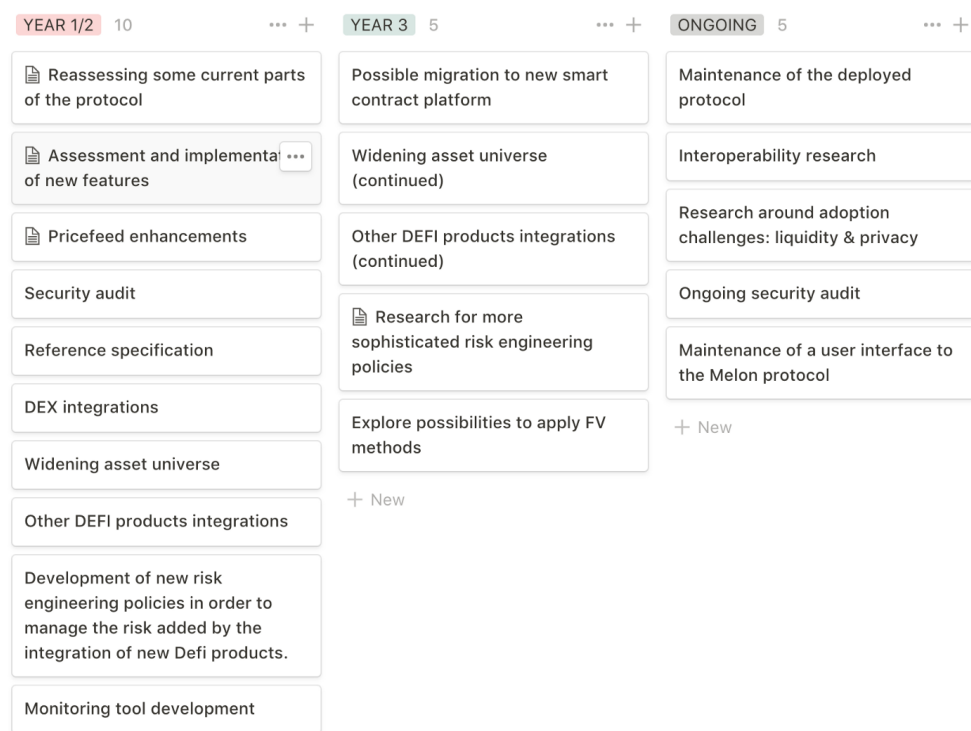 YEAR 1/2 10
Reassessing some current parts
of the protocol
Assessment and
of new features
Pricefeed enhancements
Security audit
Reference specification
DEX integrations
Widening asset universe
Other DEFI products integrations
Development of new risk
engineering policies in order to
manage the risk added by the
integration of new Defi products.
Monitoring tool development
YEAR 3 5
Possible migration to new smart
contract platform
Widening asset universe
(continued)
Other DEFI products integrations
(continued)
Research for more
sophisticated risk engineering
policies
Explore possibilities to apply FV
methods
New
ONGOING 5
Maintenance of the deployed
protocol
Interoperability research
Research around adoption
challenges: liquidity & privacy
Ongoing security audit
Maintenance of a user interface to
the Melon protocol
New